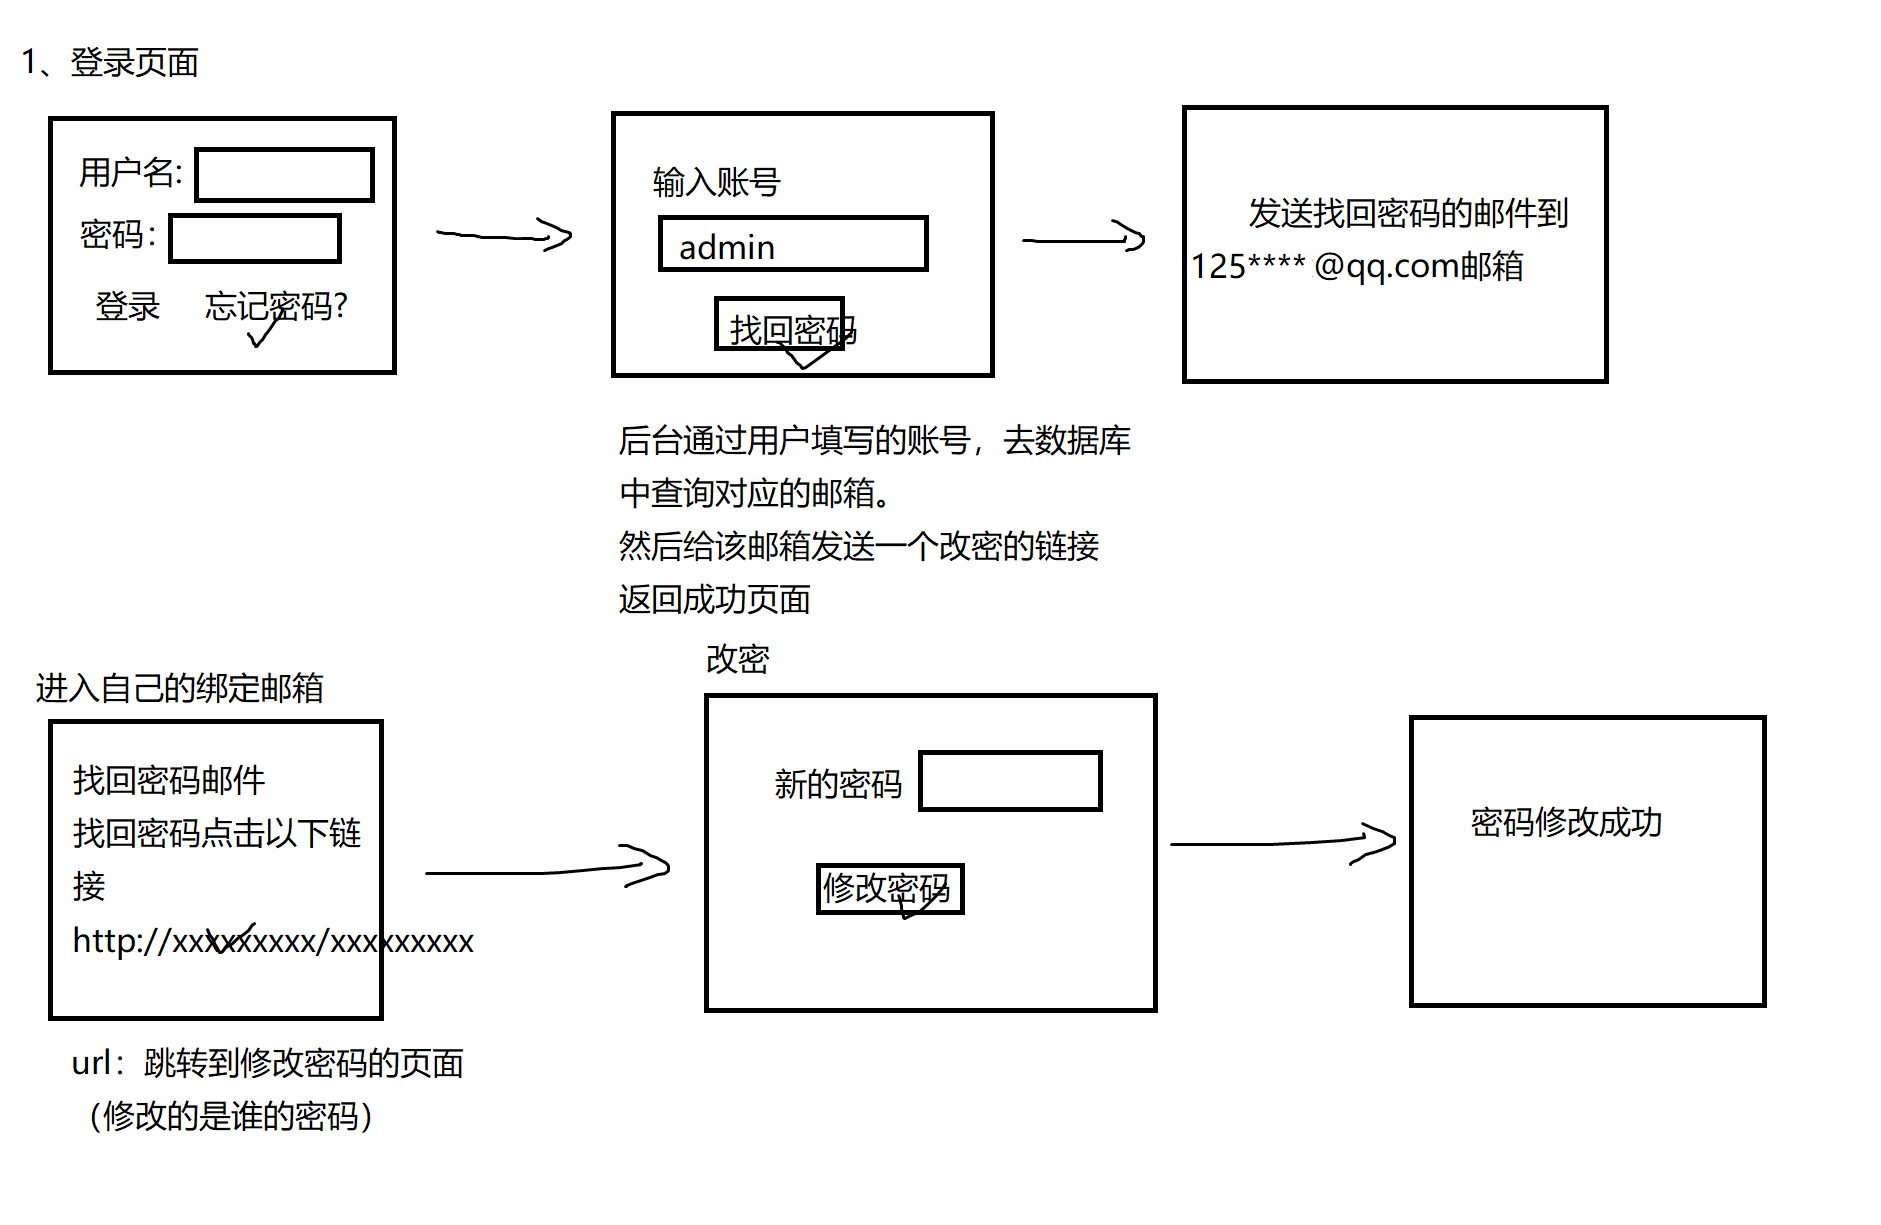 1、登录页面
用户名:
密码：
登录 忘记密码?
输入账号
admin
找回密码
发送找回密码的邮件到
125****@qq.com邮箱
后台通过用户填写的账号，去数据库
中查询对应的邮箱。
然后给该邮箱发送一个改密的链接
返回成功页面
进入自己的绑定邮箱
找回密码邮件
找回密码点击以下链
接
http://xxxxxxxxx/xxxxxxxxx
url：跳转到修改密码的页面
（修改的是谁的密码）
改密
新的密码
修改密码
密码修改成功